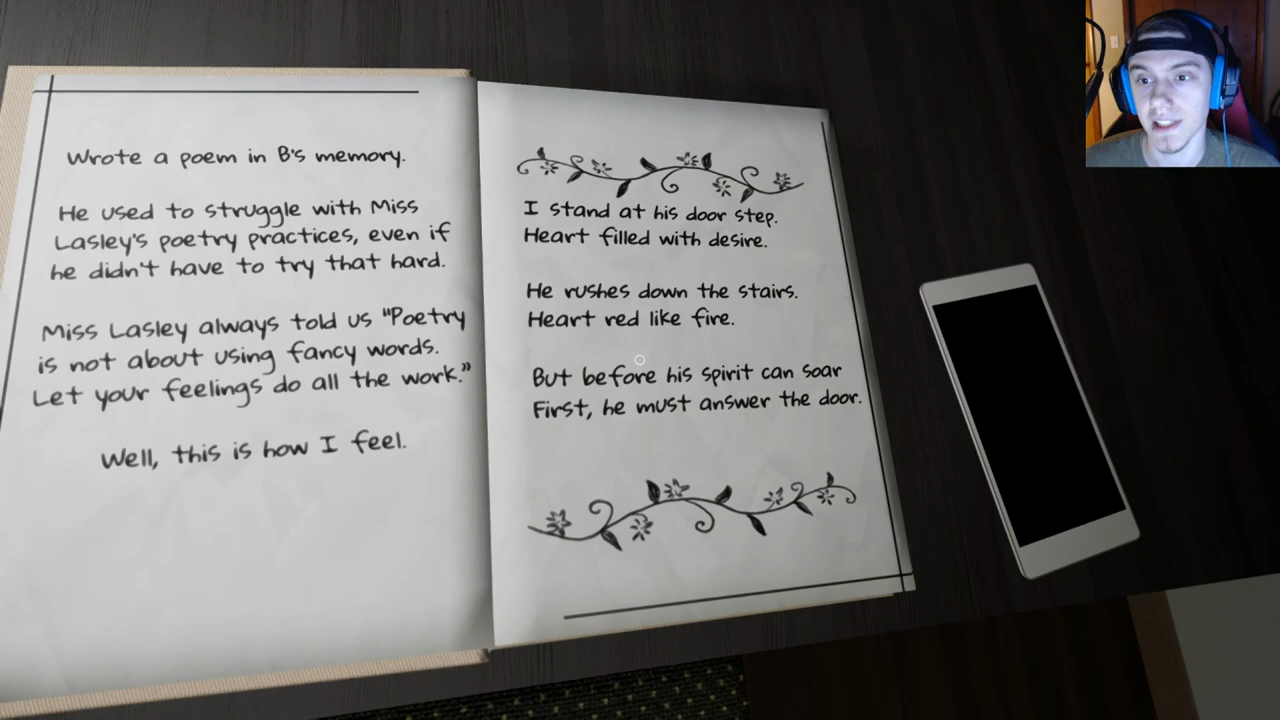 Wrote a poem in B's memory.
He used to struggle with Miss
Lasley's poetry practices, even if
he didn't have to try that hard.
Miss Lasley always told us "Poetry
is not about using fancy words.
Let your feelings do all the work."
Well, this is how I feel.
I stand at his door step.
Heart filled with desire.
He rushes down the stairs.
Heart red like fire.
But before his spirit can soar
First, he must answer the door.